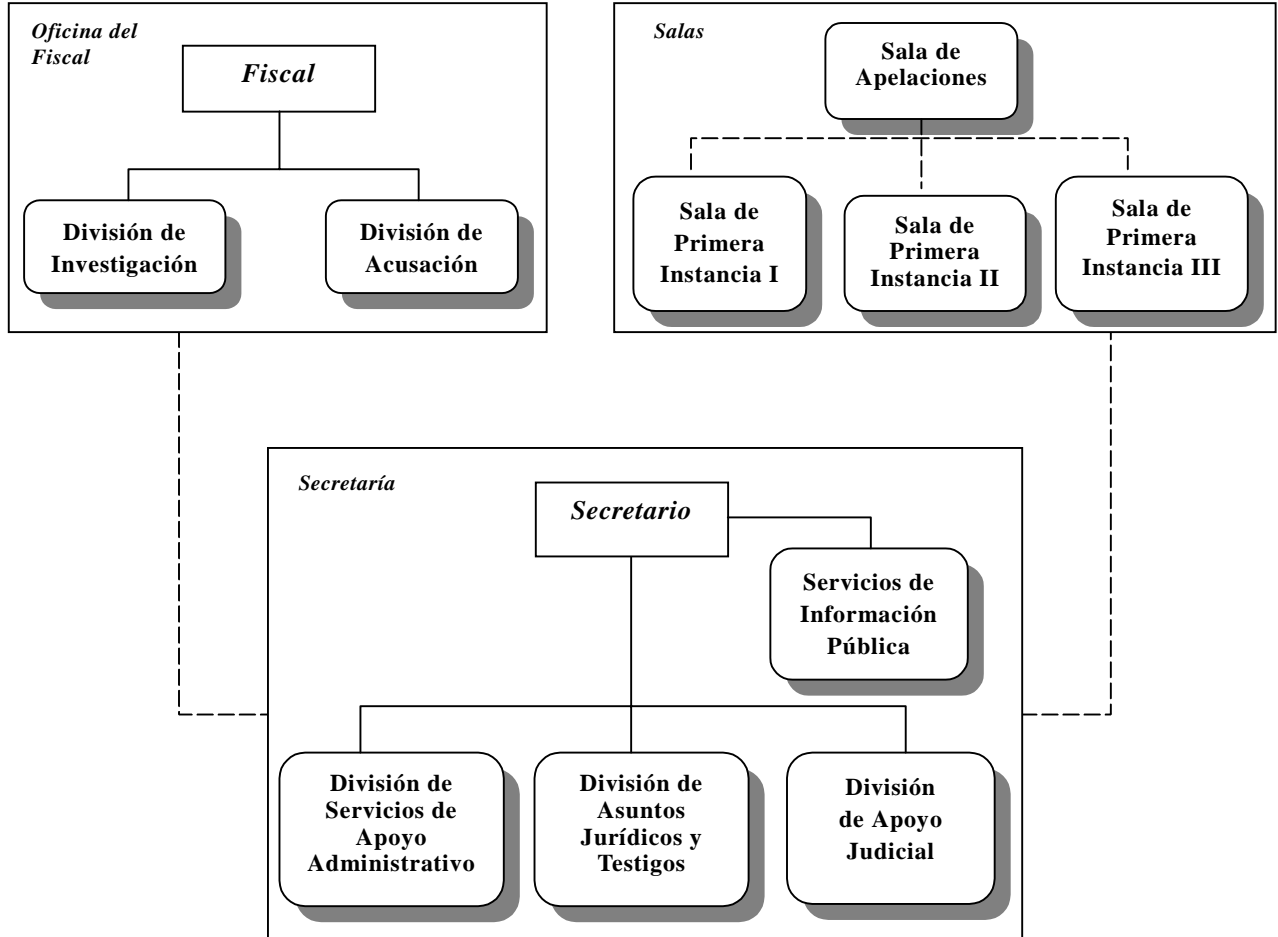 Oficina del
Fiscal
Fiscal
División de
Investigación
División de
Acusación
Salas
Sala de
Apelaciones
Sala de
Primera
Instancia I
Sala de
Primera
Instancia II
Sala de
Primera
Instancia III
Secretaría
Secretario
Servicios de
Información
Pública
División de
Servicios de
Apoyo
Administrativo
División de
Asuntos
Jurídicos y
Testigos
División
de Apoyo
Judicial